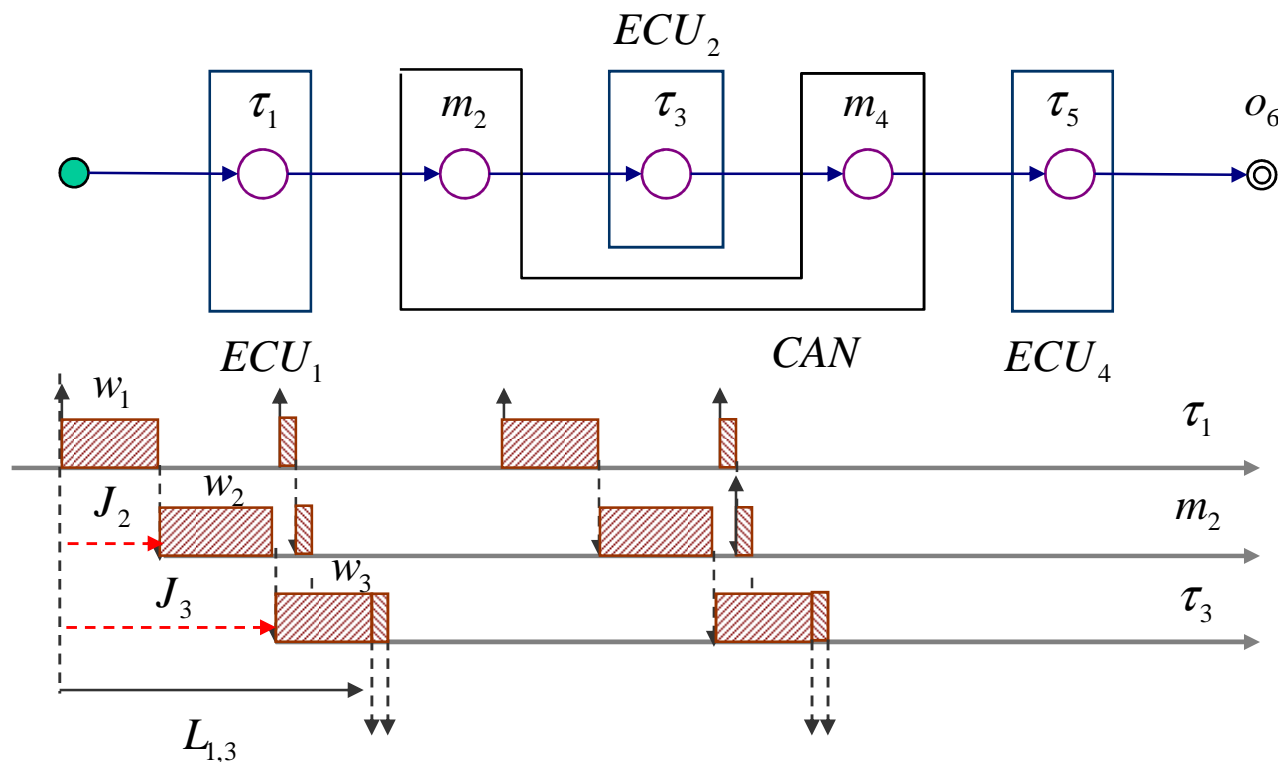 ECU₂
τ₁ m₂ τ₃ m₄ τ₅ o₆
ECU₁ CAN ECU₄
w₁ τ₁
J₂ w₂ m₂
J₃ w₃ τ₃
L₁,₃